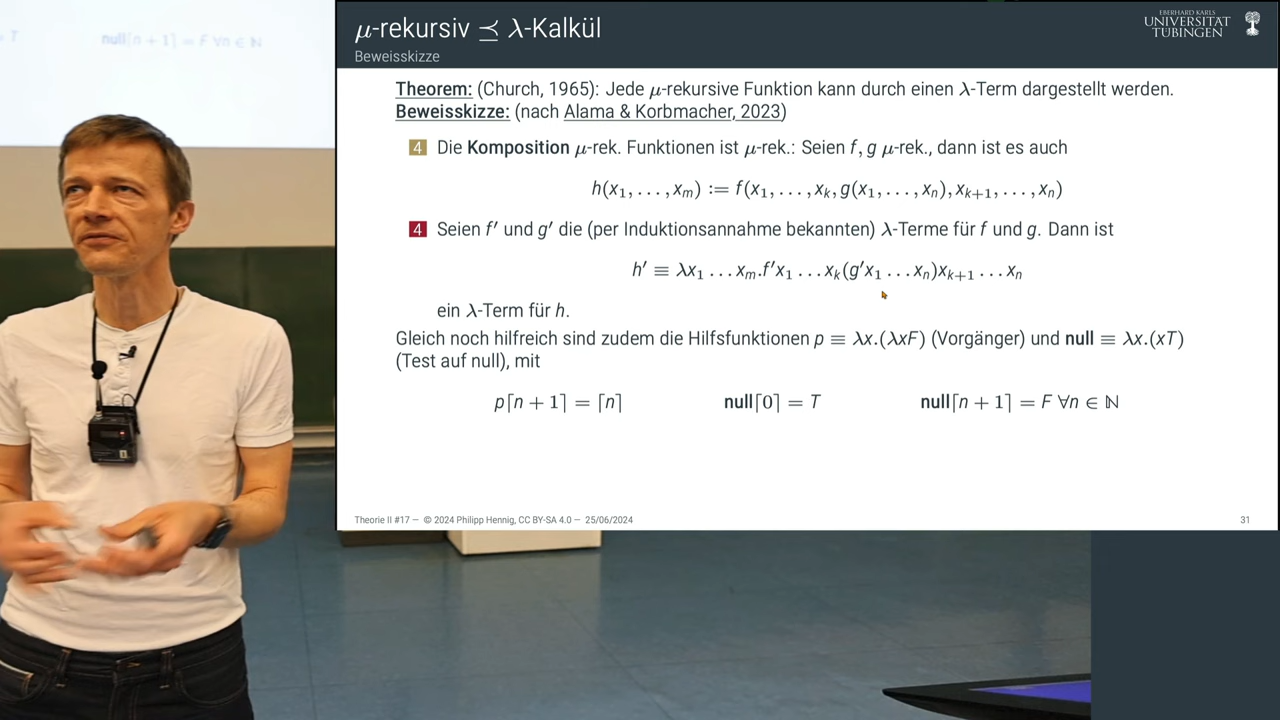 = T
null⌈n + 1⌉ = F ∀n ∈ ℕ
μ-rekursiv ⪯ λ-Kalkül
Beweisskizze
EBERHARD KARLS
UNIVERSITAT
TUBINGEN
Theorem: (Church, 1965): Jede μ-rekursive Funktion kann durch einen λ-Term dargestellt werden.
Beweisskizze: (nach Alama & Korbmacher, 2023)
4 Die Komposition μ-rek. Funktionen ist μ-rek.: Seien f, g μ-rek., dann ist es auch
h(x₁, . . . , xₘ) := f(x₁, . . . , xₖ, g(x₁, . . . , xₙ), xₖ₊₁, . . . , xₙ)
4 Seien f′ und g′ die (per Induktionsannahme bekannten) λ-Terme für f und g. Dann ist
h′ ≡ λx₁ . . . xₘ.f′x₁ . . . xₖ(g′x₁ . . . xₙ)xₖ₊₁ . . . xₙ
ein λ-Term für h.
Gleich noch hilfreich sind zudem die Hilfsfunktionen p ≡ λx.(λxF) (Vorgänger) und null ≡ λx.(xT)
(Test auf null), mit
p⌈n + 1⌉ = ⌈n⌉ null⌈0⌉ = T null⌈n + 1⌉ = F ∀n ∈ ℕ
Theorie II #17 — © 2024 Philipp Hennig, CC BY-SA 4.0 — 25/06/2024 31